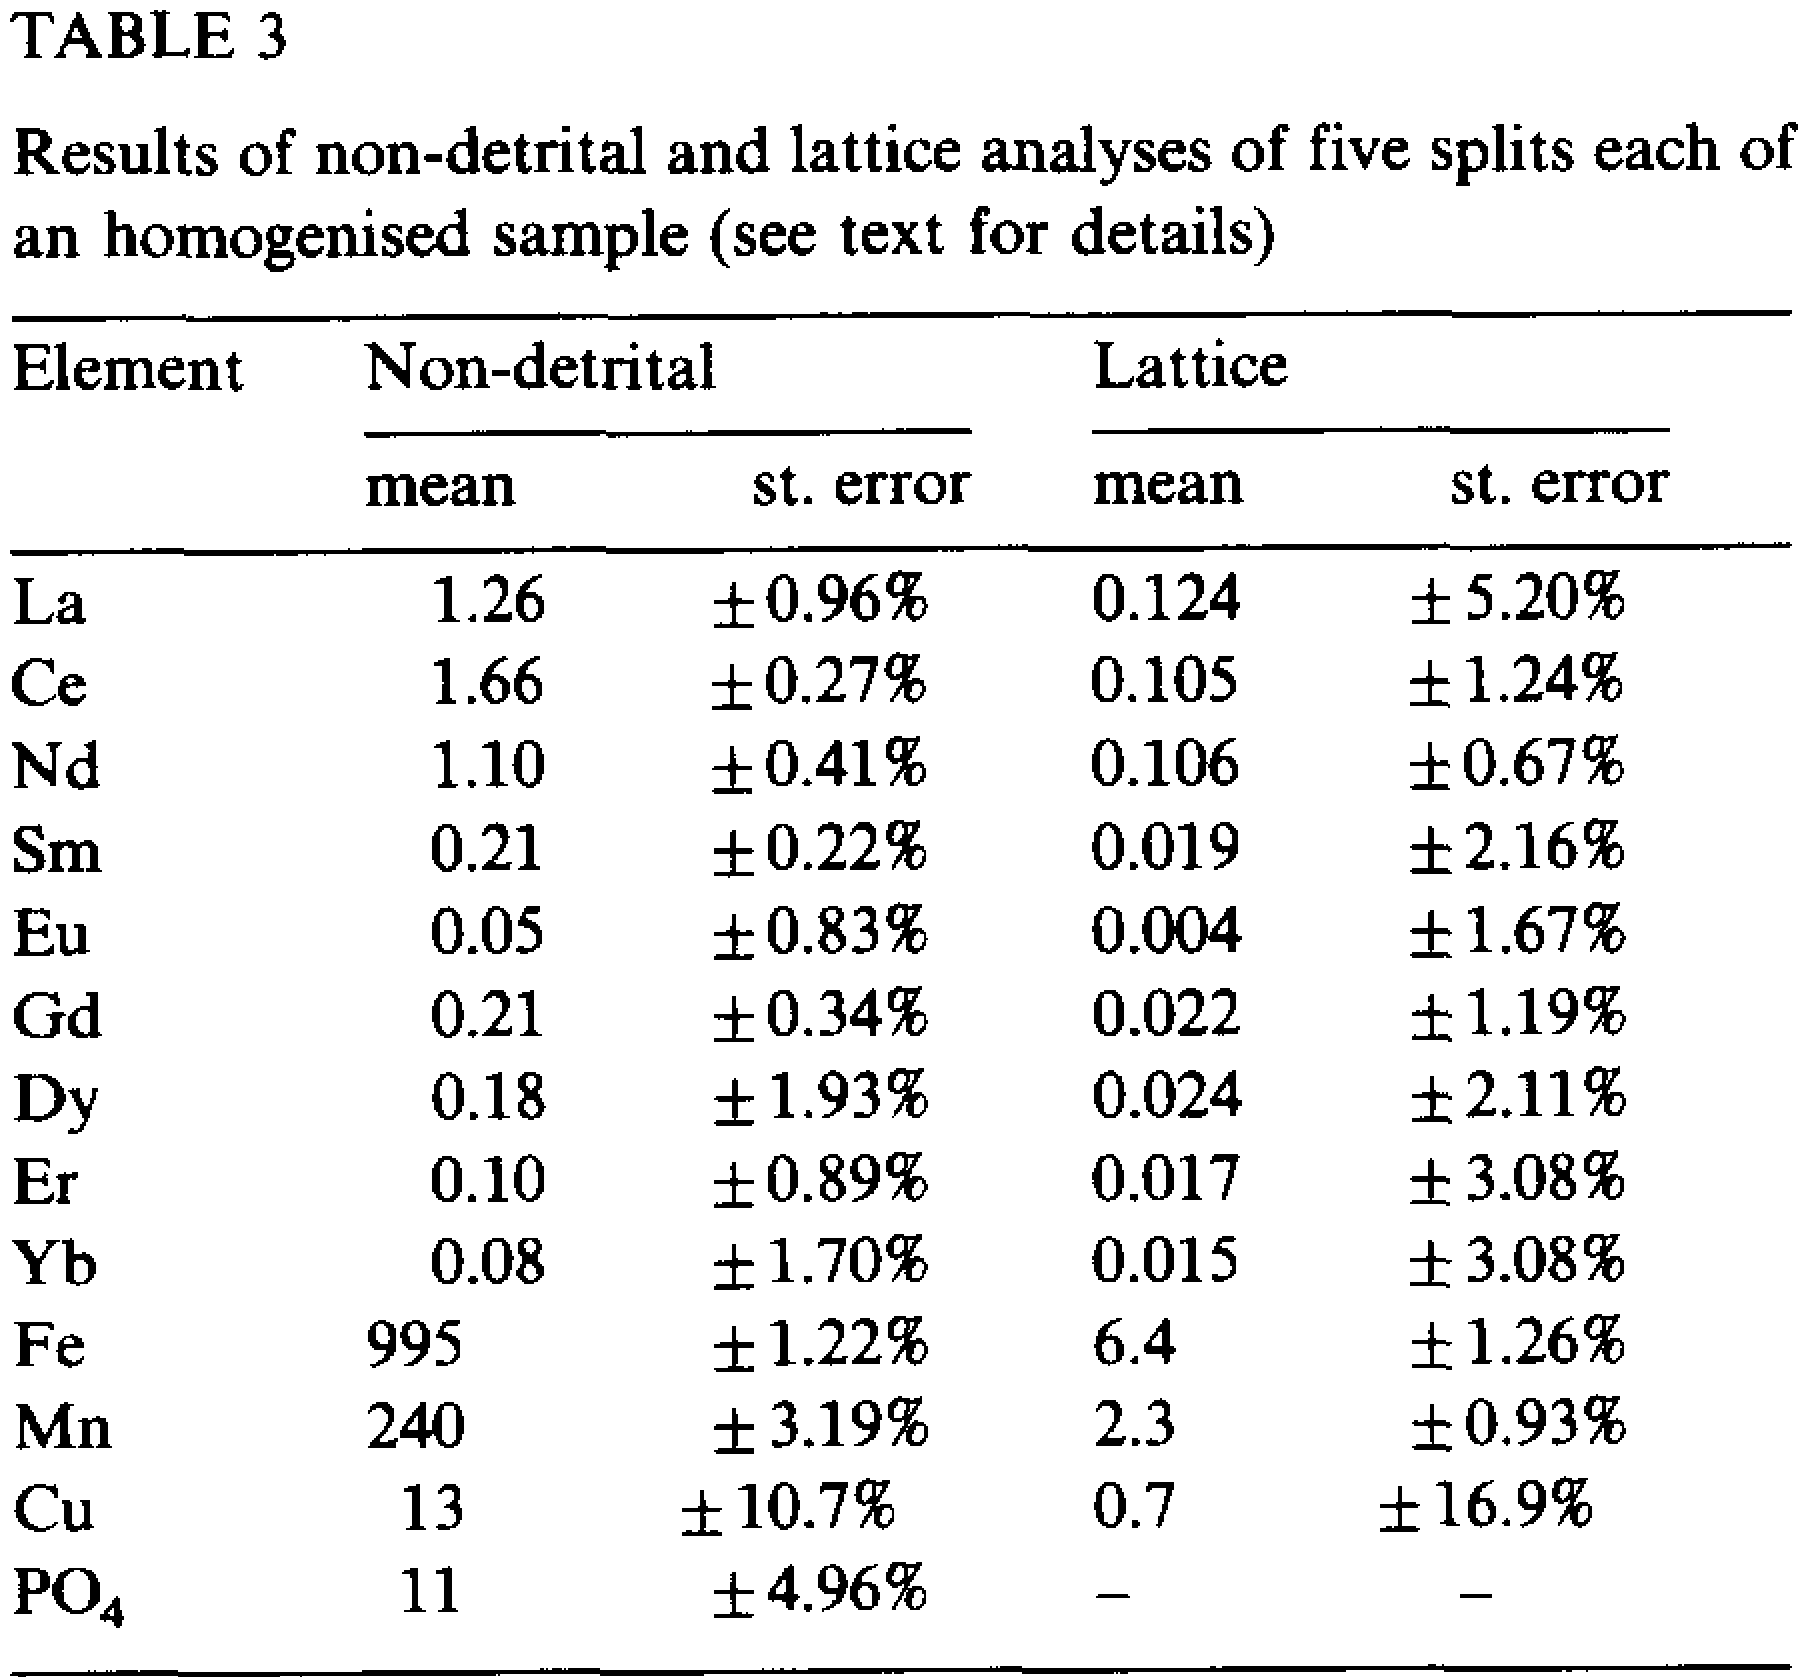 TABLE 3
Results of non-detrital and lattice analyses of five splits each of
an homogenised sample (see text for details)
Element Non-detrital Lattice
mean st. error mean st. error
La 1.26 ±0.96% 0.124 ±5.20%
Ce 1.66 ±0.27% 0.105 ±1.24%
Nd 1.10 ±0.41% 0.106 ±0.67%
Sm 0.21 ±0.22% 0.019 ±2.16%
Eu 0.05 ±0.83% 0.004 ±1.67%
Gd 0.21 ±0.34% 0.022 ±1.19%
Dy 0.18 ±1.93% 0.024 ±2.11%
Er 0.10 ±0.89% 0.017 ±3.08%
Yb 0.08 ±1.70% 0.015 ±3.08%
Fe 995 ±1.22% 6.4 ±1.26%
Mn 240 ±3.19% 2.3 ±0.93%
Cu 13 ±10.7% 0.7 ±16.9%
PO₄ 11 ±4.96% – –